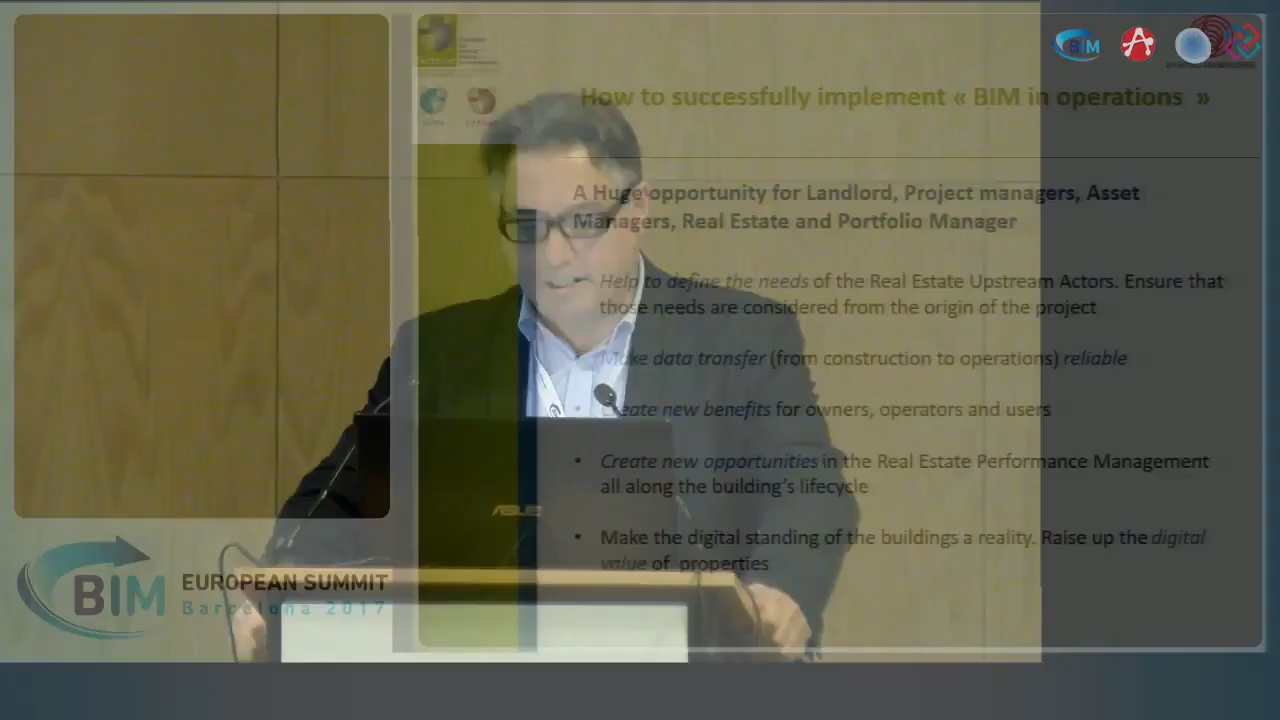 BIM
How to successfully implement « BIM in operations »
A Huge opportunity for Landlord, Project managers, Asset
Managers, Real Estate and Portfolio Manager
Help to define the needs of the Real Estate Upstream Actors. Ensure that
those needs are considered from the origin of the project
Make data transfer (from construction to operations) reliable
Create new benefits for owners, operators and users
• Create new opportunities in the Real Estate Performance Management
all along the building's lifecycle
ASUS
• Make the digital standing of the buildings a reality. Raise up the digital
value of properties
BIM EUROPEAN SUMMIT
Barcelona 2017